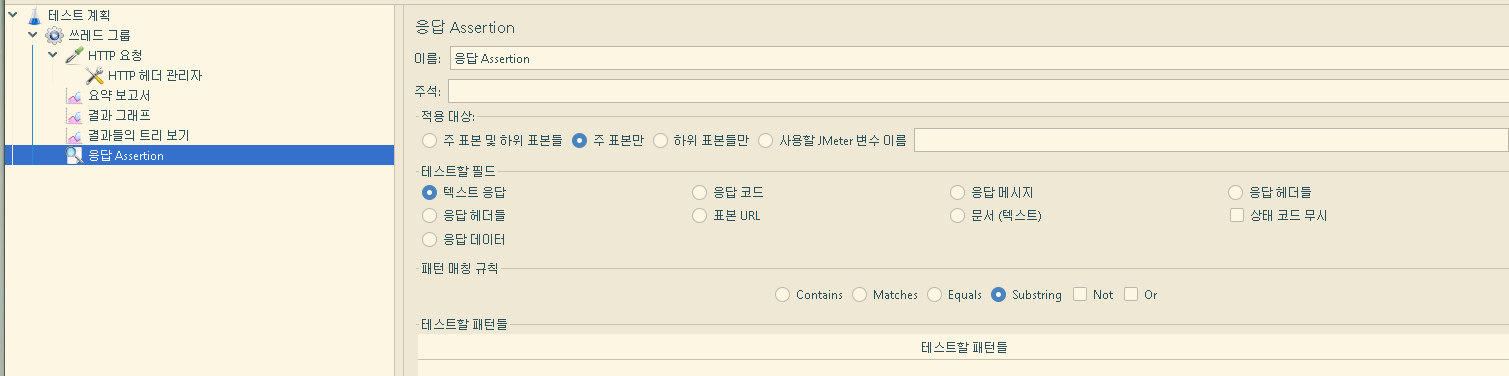 테스트 계획
쓰레드 그룹
HTTP 요청
HTTP 헤더 관리자
요약 보고서
결과 그래프
결과들의 트리 보기
응답 Assertion
응답 Assertion
이름: 응답 Assertion
주석:
적용 대상:
주 표본 및 하위 표본들 주 표본만 하위 표본들만 사용할 JMeter 변수 이름
테스트할 필드
텍스트 응답 응답 코드 응답 메시지 응답 헤더들
응답 헤더들 표본 URL 문서 (텍스트) 상태 코드 무시
응답 데이터
패턴 매칭 규칙
Contains Matches Equals Substring Not Or
테스트할 패턴들
테스트할 패턴들